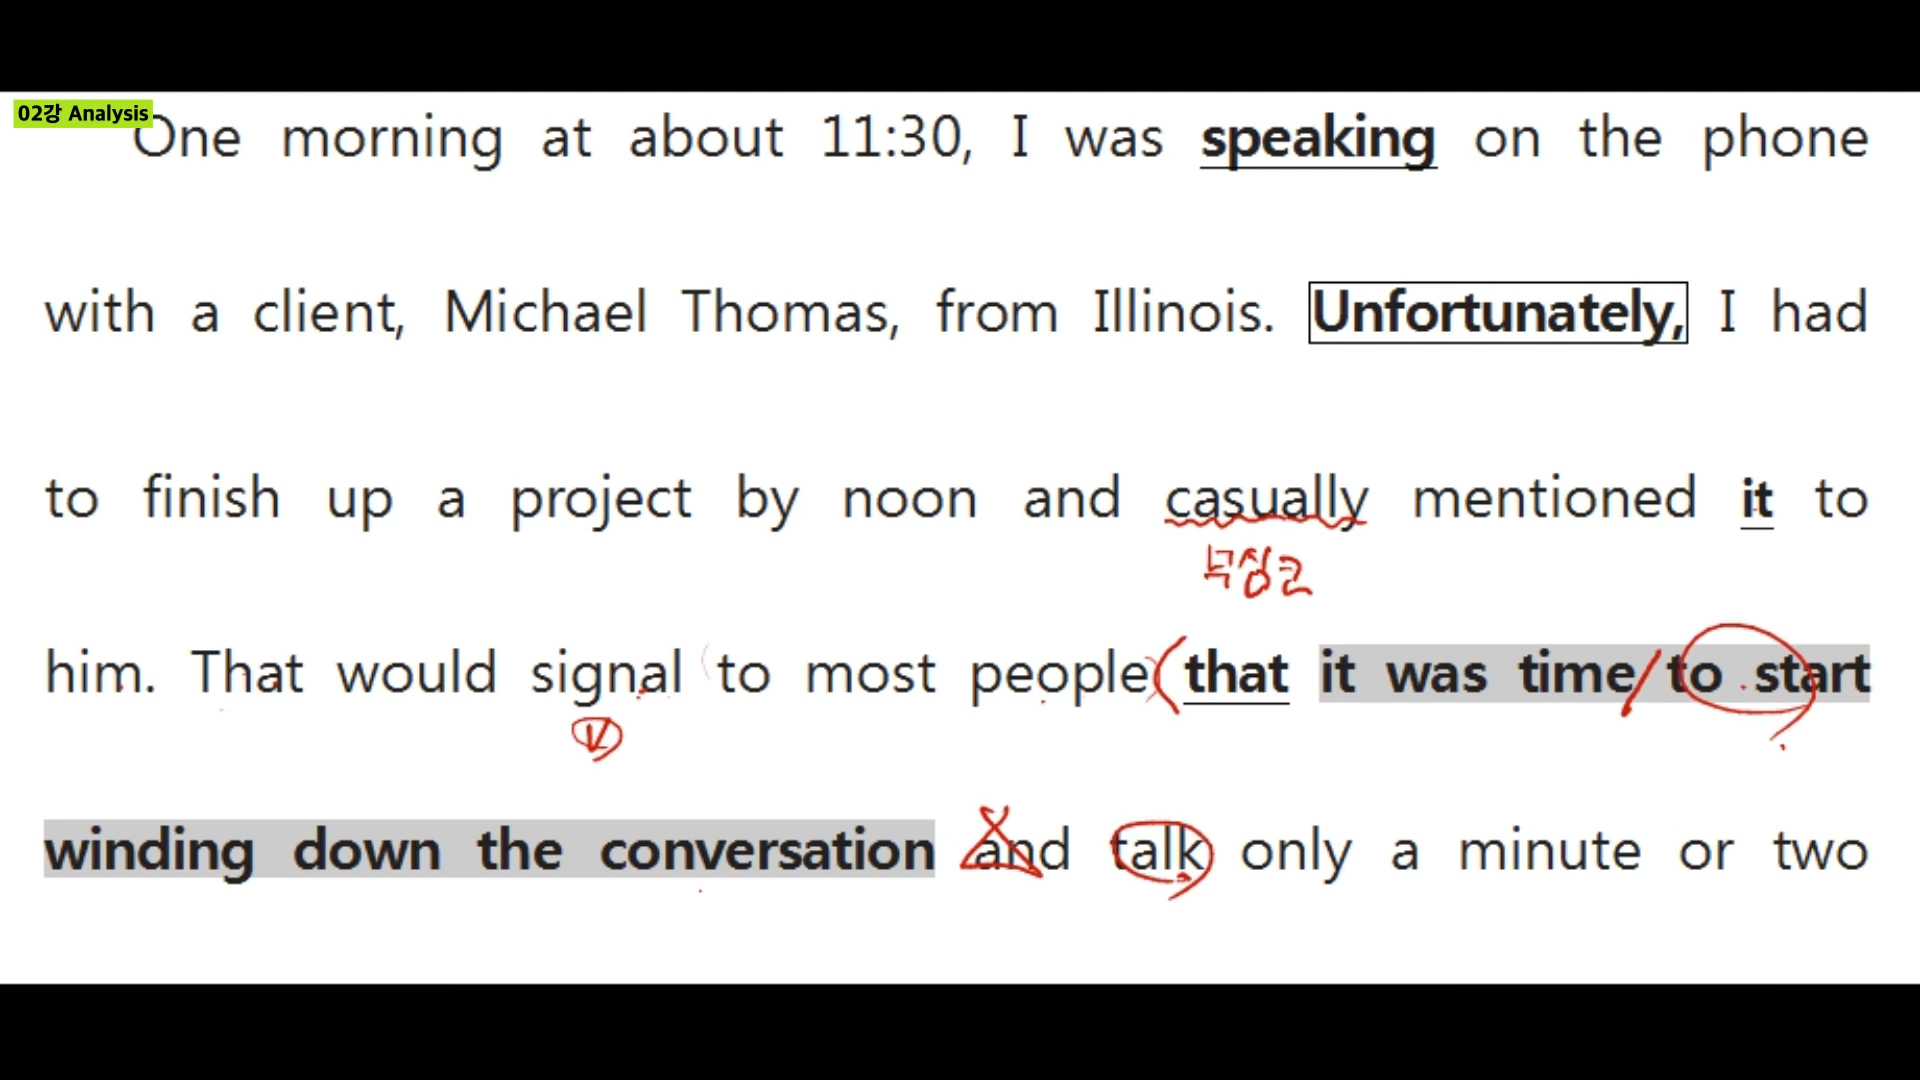 02강 Analysis
One morning at about 11:30, I was speaking on the phone
with a client, Michael Thomas, from Illinois. Unfortunately, I had
to finish up a project by noon and casually mentioned it to
무심코
him. That would signal to most people that it was time to start
V
winding down the conversation and talk only a minute or two